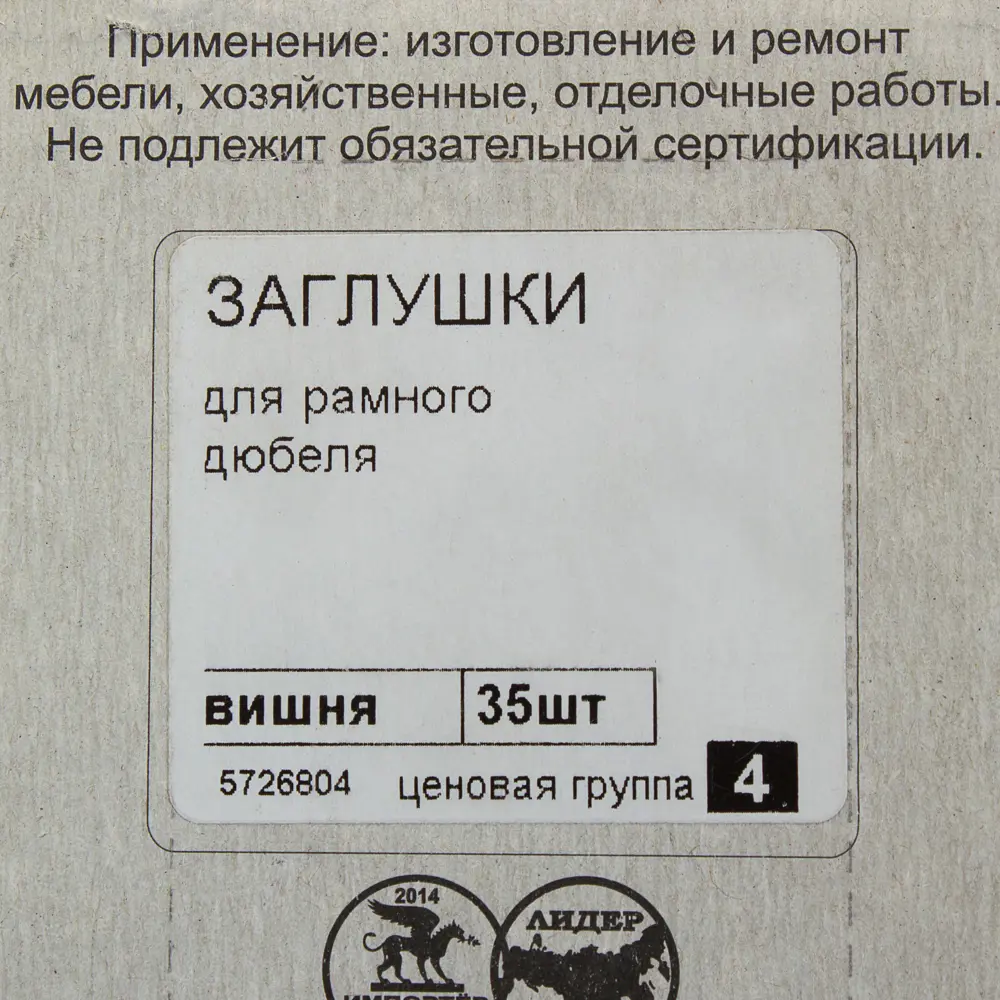 Применение: изготовление и ремонт
мебели, хозяйственные, отделочные работы.
Не подлежит обязательной сертификации.
ЗАГЛУШКИ
для рамного
дюбеля
вишня 35шт
5726804 ценовая группа 4
2014 ЛИДЕР
ИМПОРТЁР